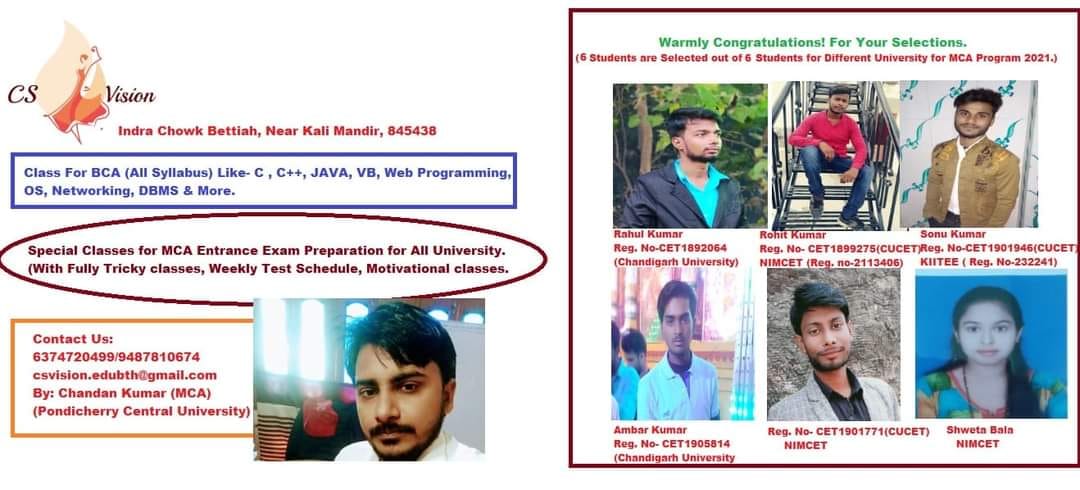 CS Vision
Indra Chowk Bettiah, Near Kali Mandir, 845438
Class For BCA (All Syllabus) Like- C , C++, JAVA, VB, Web Programming,
OS, Networking, DBMS & More.
Special Classes for MCA Entrance Exam Preparation for All University.
(With Fully Tricky classes, Weekly Test Schedule, Motivational classes.
Contact Us:
6374720499/9487810674
csvision.edubth@gmail.com
By: Chandan Kumar (MCA)
(Pondicherry Central University)
Warmly Congratulations! For Your Selections.
(6 Students are Selected out of 6 Students for Different University for MCA Program 2021.)
Rahul Kumar
Reg. No-CET1892064
(Chandigarh University)
Rohit Kumar
Reg. No- CET1899275(CUCET)
NIMCET (Reg. no-2113406)
Sonu Kumar
Reg. No-CET1901946(CUCET)
KIITEE ( Reg. No-232241)
Ambar Kumar
Reg. No- CET1905814
(Chandigarh University
Reg. No- CET1901771(CUCET)
NIMCET
Shweta Bala
NIMCET